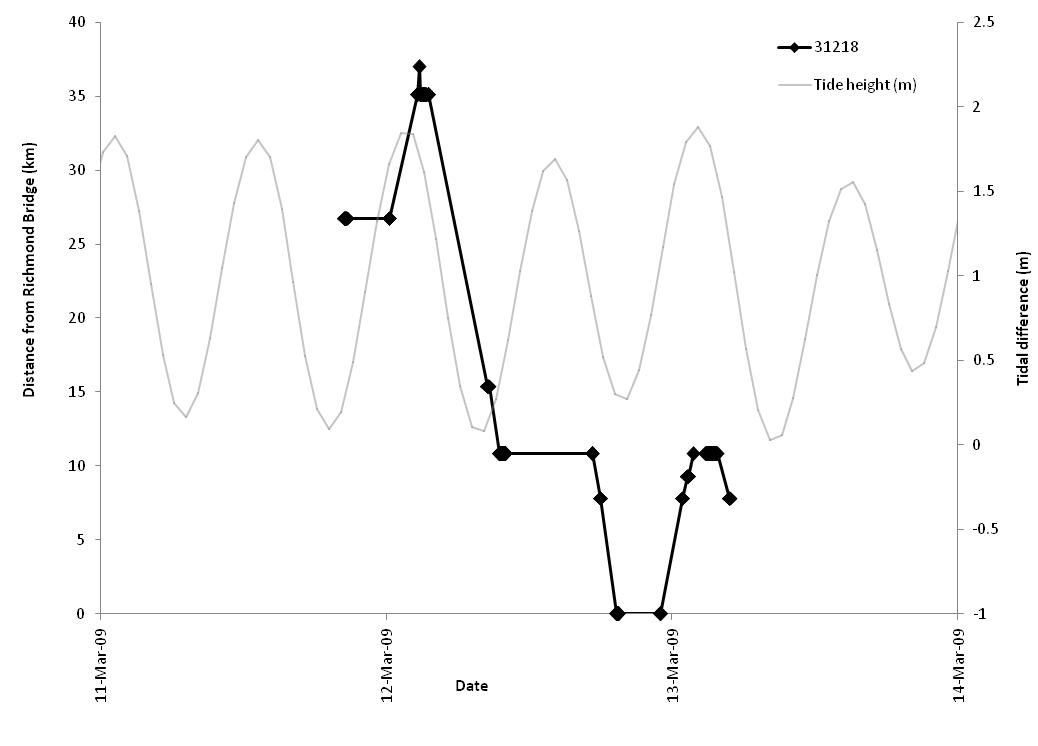 40
35
30
25
20
15
10
5
0
Distance from Richmond Bridge (km)
2.5
2
1.5
1
0.5
0
-0.5
-1
Tidal difference (m)
31218
Tide height (m)
11-Mar-09
12-Mar-09
13-Mar-09
14-Mar-09
Date